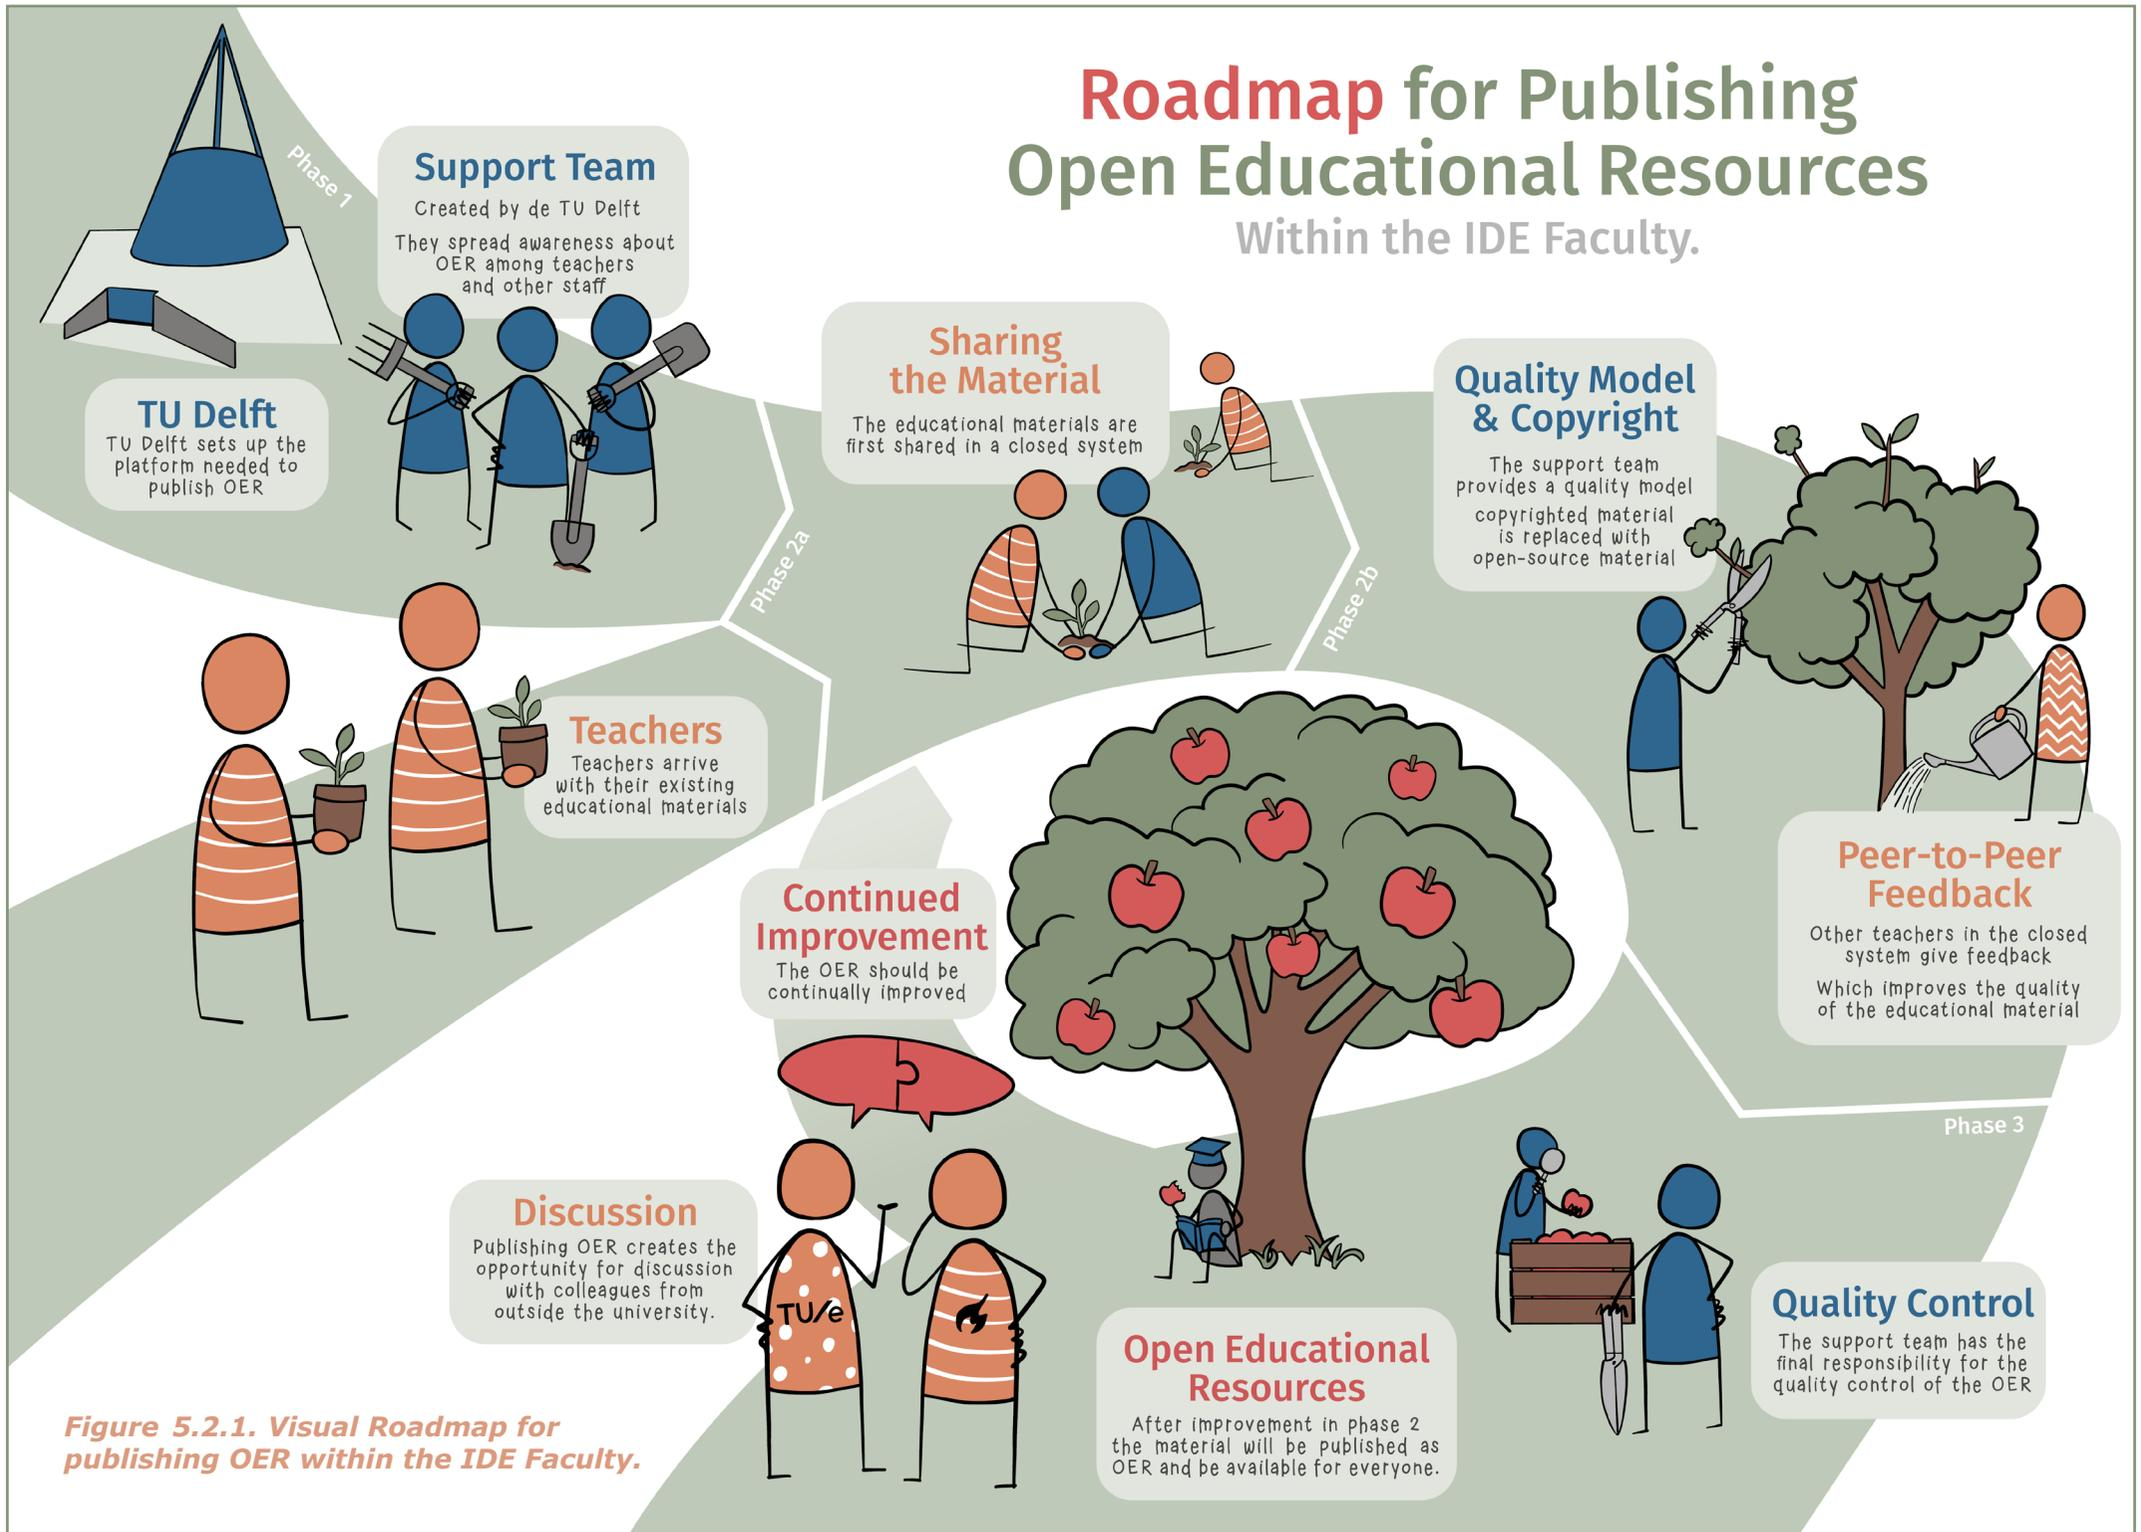 Roadmap for Publishing
Open Educational Resources
Within the IDE Faculty.
Phase 1
Support Team
Created by de TU Delft
They spread awareness about
OER among teachers
and other staff
TU Delft
TU Delft sets up the
platform needed to
publish OER
Teachers
Teachers arrive
with their existing
educational materials
Phase 2a
Sharing
the Material
The educational materials are
first shared in a closed system
Phase 2b
Quality Model
& Copyright
The support team
provides a quality model
copyrighted material
is replaced with
open-source material
Peer-to-Peer
Feedback
Other teachers in the closed
system give feedback
Which improves the quality
of the educational material
Phase 3
Quality Control
The support team has the
final responsibility for the
quality control of the OER
Open Educational
Resources
After improvement in phase 2
the material will be published as
OER and be available for everyone.
Continued
Improvement
The OER should be
continually improved
Discussion
Publishing OER creates the
opportunity for discussion
with colleagues from
outside the university.
TU/e
Figure 5.2.1. Visual Roadmap for
publishing OER within the IDE Faculty.